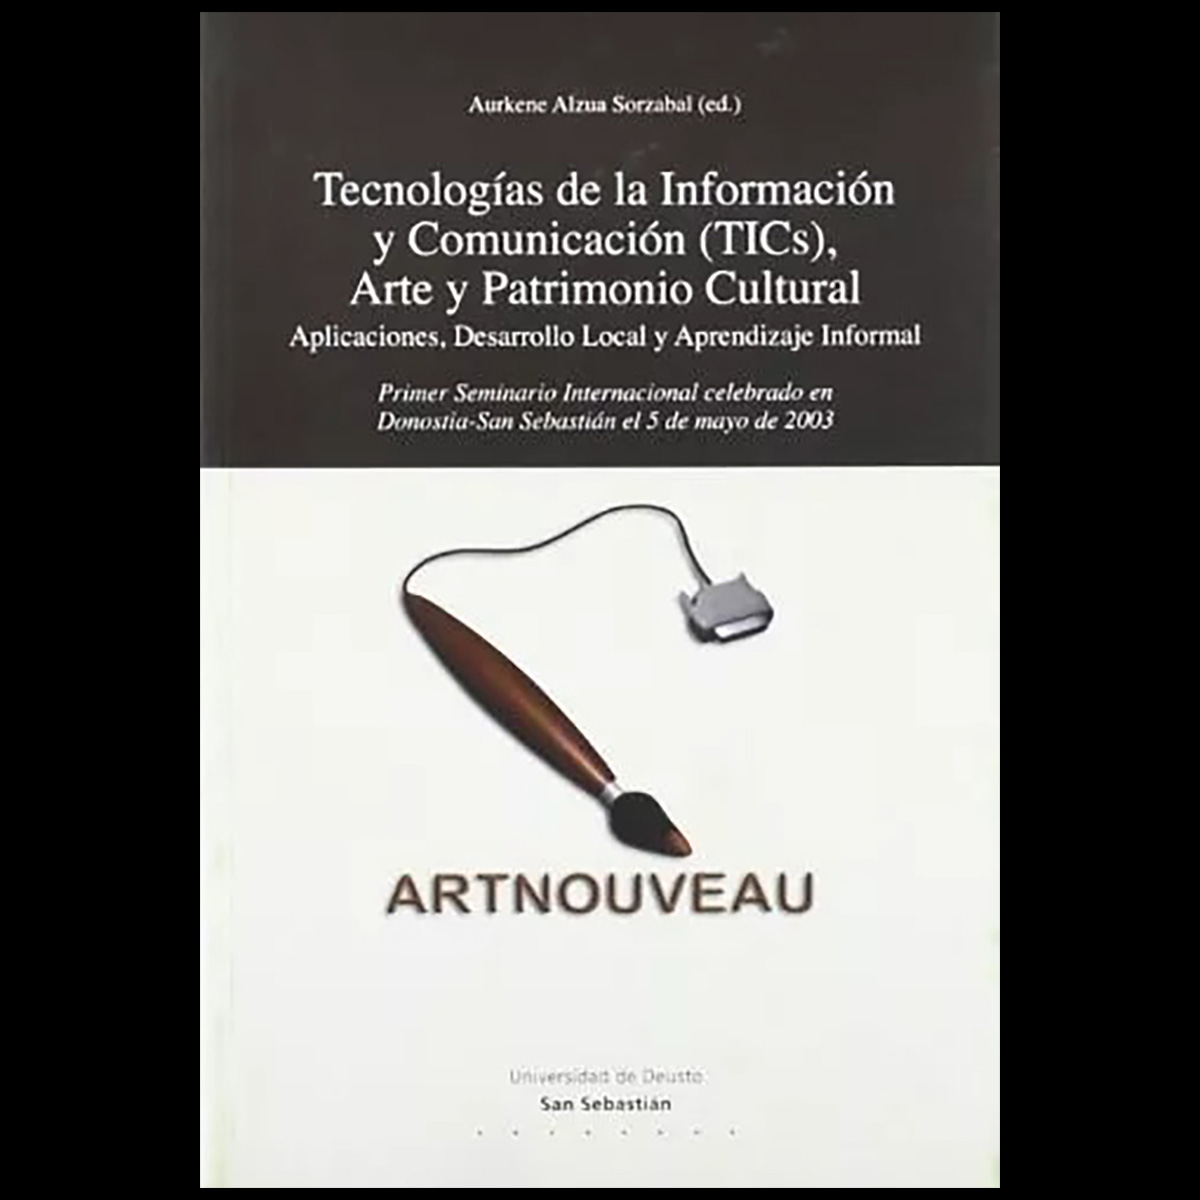 Aurkene Alzua Sorzabal (ed.)
Tecnologías de la Información
y Comunicación (TICs),
Arte y Patrimonio Cultural
Aplicaciones, Desarrollo Local y Aprendizaje Informal
Primer Seminario Internacional celebrado en
Donostia-San Sebastián el 5 de mayo de 2003
ARTNOUVEAU
Universidad de Deusto
San Sebastián